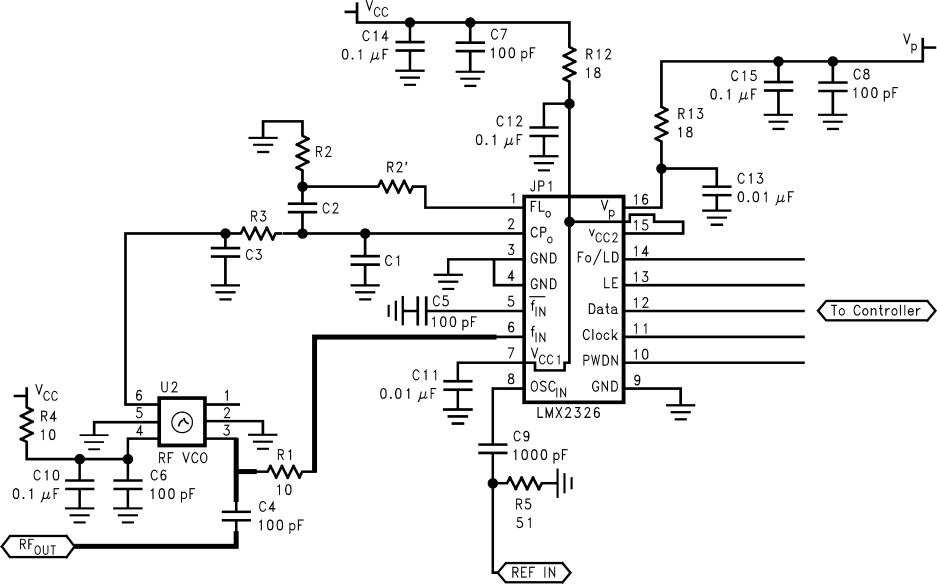 VCC
C14
0.1 μF
C7
100 pF
R12
18
Vp
C15
0.1 μF
C8
100 pF
R13
18
C12
0.1 μF
C13
0.01 μF
R2
R2'
C2
R3
C3
C1
JP1
1 FLo Vp 16
2 CPo VCC2 15
3 GND Fo/LD 14
4 GND LE 13
5 fIN Data 12
6 fIN Clock 11
7 VCC1 PWDN 10
8 OSCIN GND 9
LMX2326
To Controller
C5
100 pF
C11
0.01 μF
C9
1000 pF
R5
51
REF IN
VCC
R4
10
U2
6 1
5 2
4 3
RF VCO
C10
0.1 μF
C6
100 pF
R1
10
C4
100 pF
RFOUT